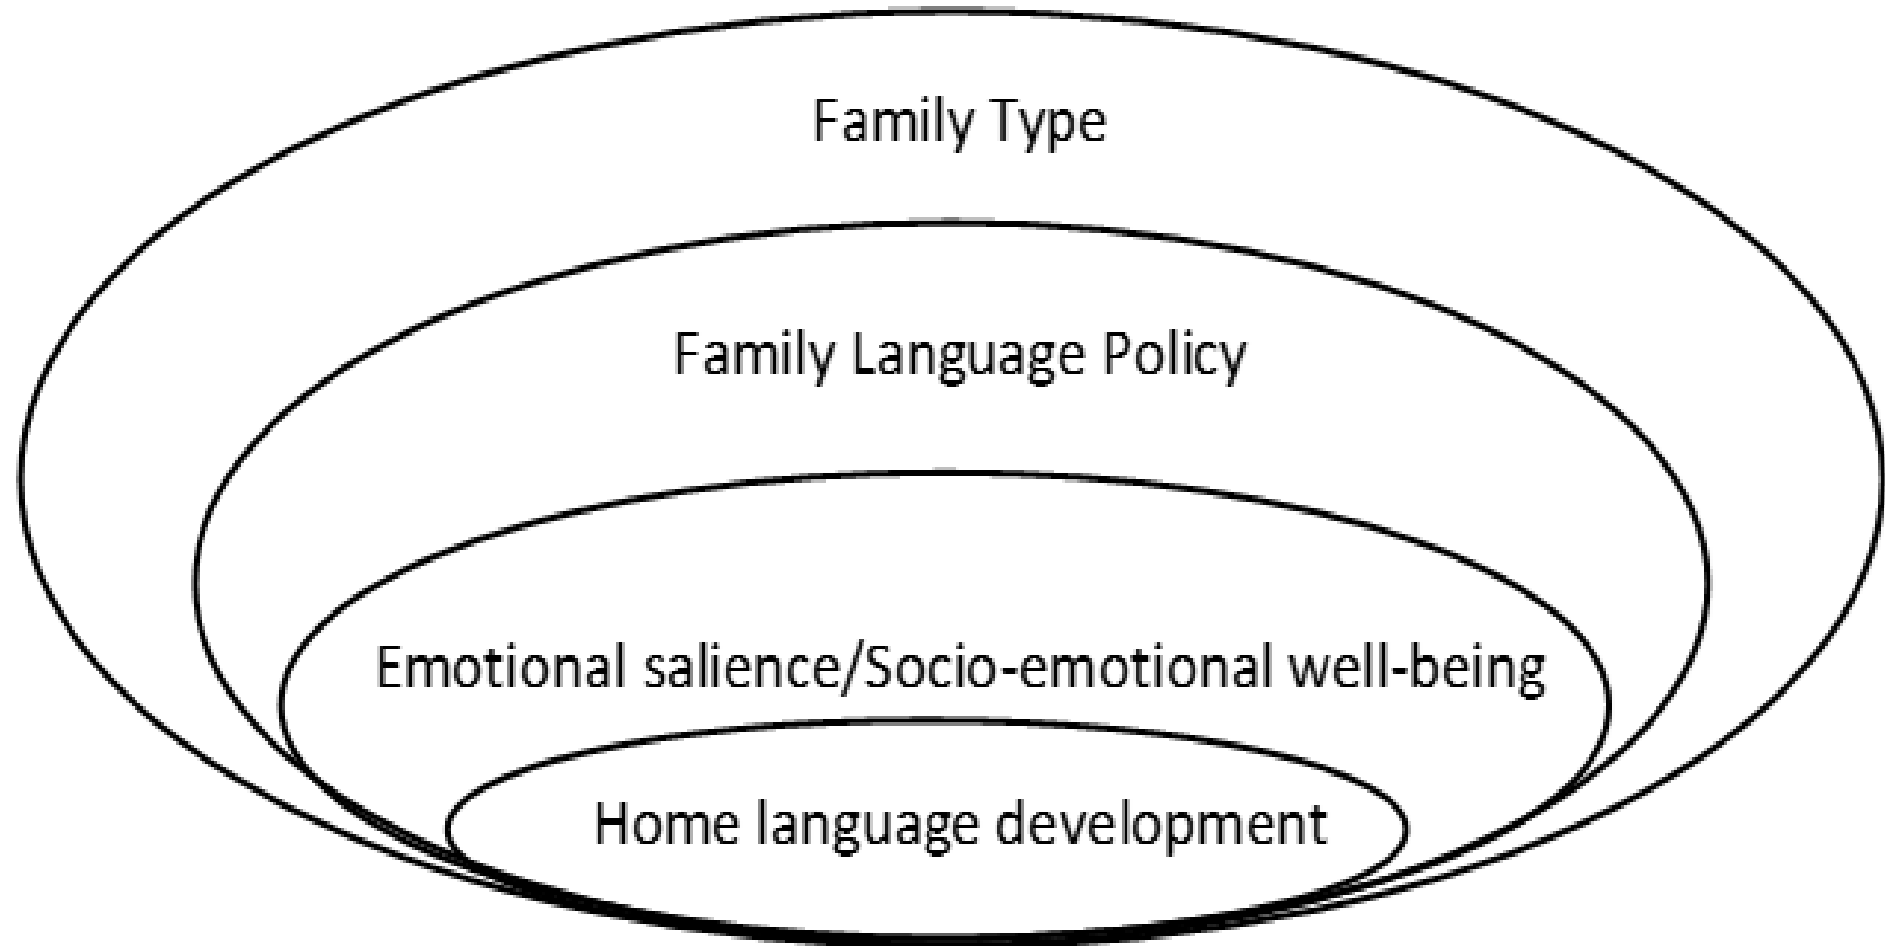 Family Type
Family Language Policy
Emotional salience/Socio-emotional well-being
Home language development